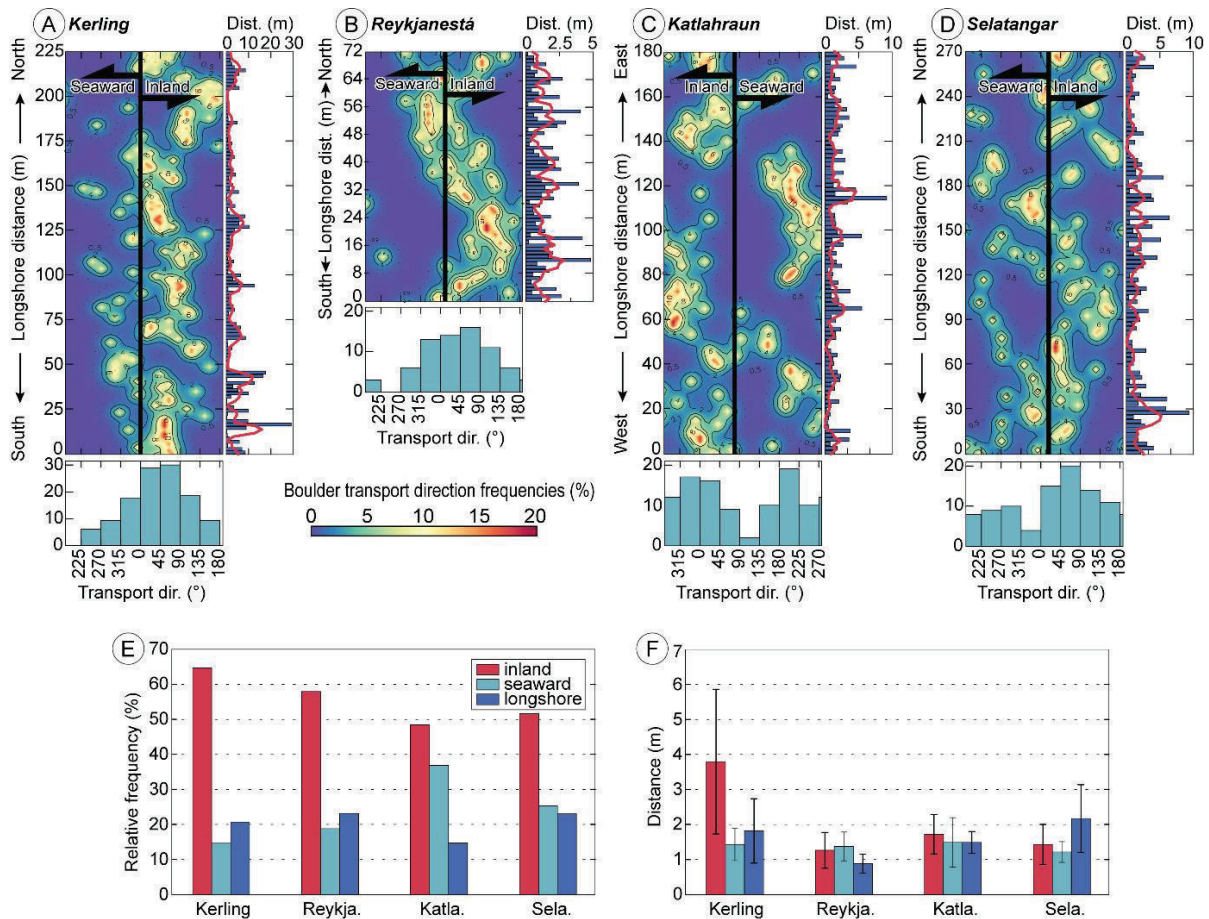 A Kerling
Dist. (m)
0 10 20 30
North
South
Longshore distance (m)
225
200
175
150
125
100
75
50
25
0
Seaward Inland
30
20
10
0
225 270 315 0 45 90 135 180
Transport dir. (°)
B Reykjanestá
Dist. (m)
0 2.5 5
South Longshore dist. (m) North
72
64
56
48
40
32
24
16
8
0
Seaward Inland
20
10
0
225 270 315 0 45 90 135 180
Transport dir. (°)
Boulder transport direction frequencies (%)
0 5 10 15 20
C Katlahraun
Dist. (m)
0 5 10
East
West
Longshore distance (m)
180
160
140
120
100
80
60
40
20
0
Inland Seaward
20
10
0
315 0 45 90 135 180 225 270
Transport dir. (°)
D Selatangar
Dist. (m)
0 5 10
North
South
Longshore distance (m)
270
240
210
180
150
120
90
60
30
0
Seaward Inland
20
10
0
225 270 315 0 45 90 135 180
Transport dir. (°)
E
Relative frequency (%)
70
60
50
40
30
20
10
0
inland
seaward
longshore
Kerling Reykja. Katla. Sela.
F
Distance (m)
7
6
5
4
3
2
1
0
Kerling Reykja. Katla. Sela.